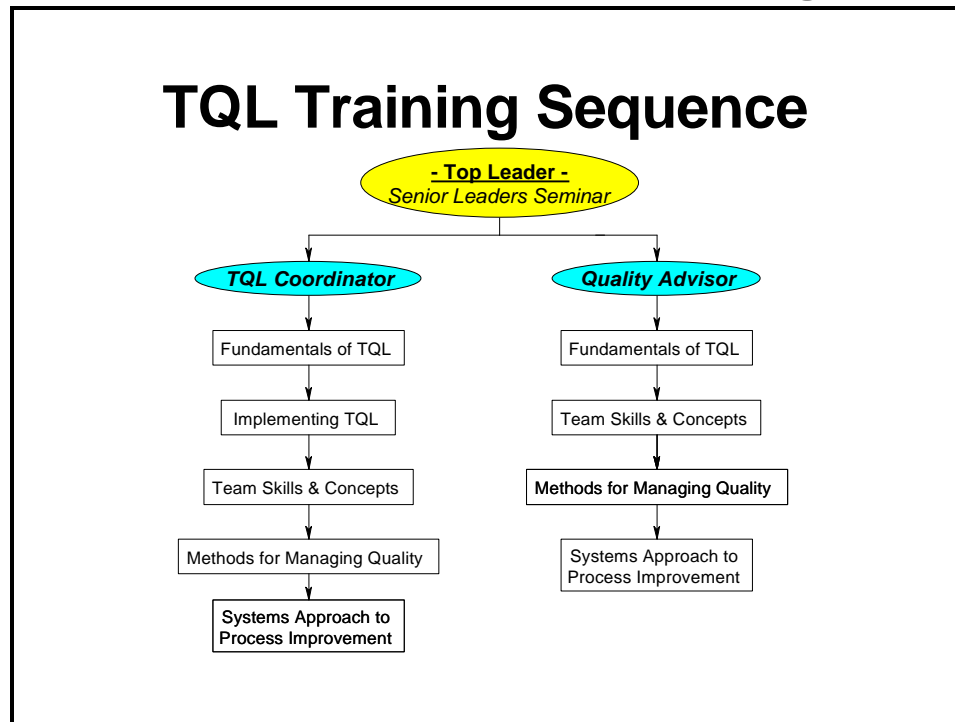 TQL Training Sequence
- Top Leader -
Senior Leaders Seminar
TQL Coordinator
Fundamentals of TQL
Implementing TQL
Team Skills & Concepts
Methods for Managing Quality
Systems Approach to
Process Improvement
Quality Advisor
Fundamentals of TQL
Team Skills & Concepts
Methods for Managing Quality
Systems Approach to
Process Improvement